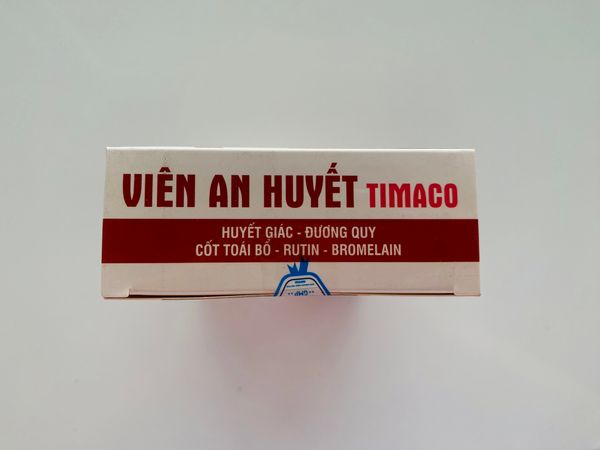 VIÊN AN HUYẾT TIMACO
HUYẾT GIÁC - ĐƯƠNG QUY
CỐT TOÁI BỔ - RUTIN - BROMELAIN